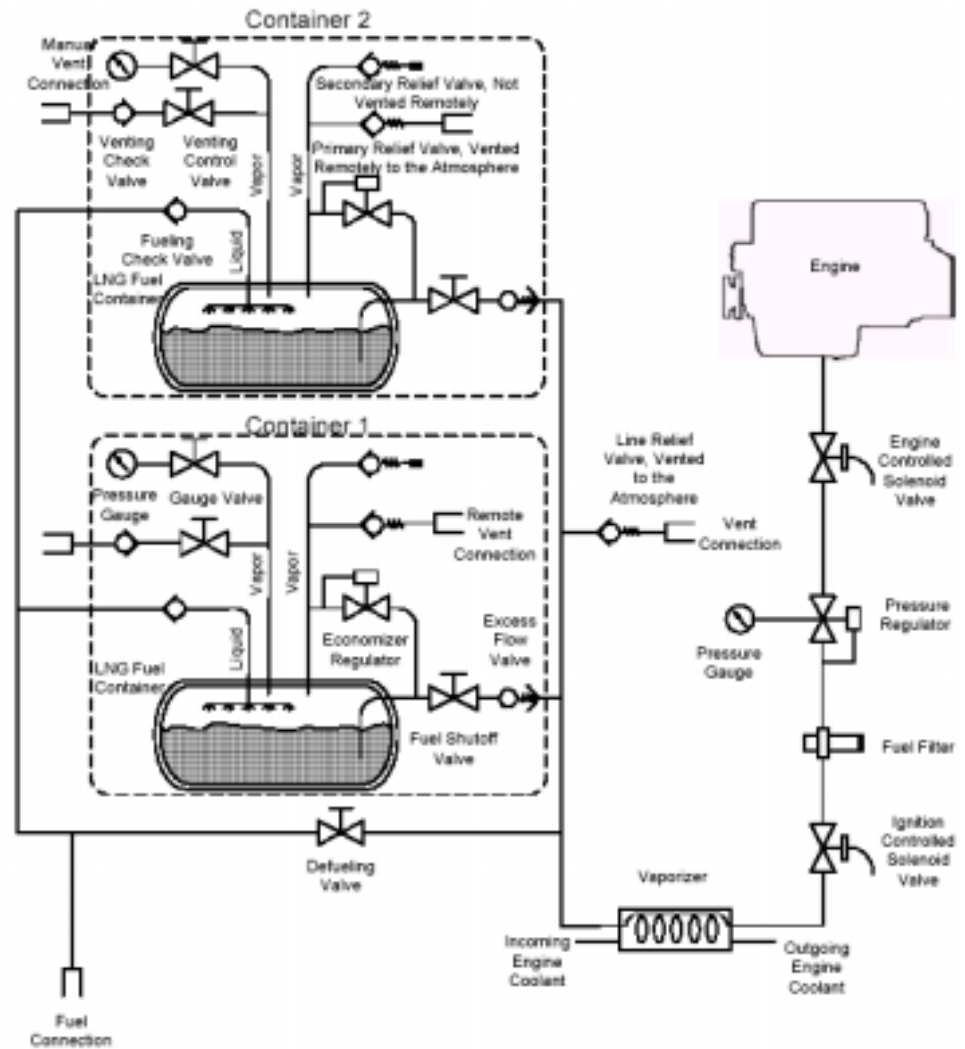 Container 2
Manual
Vent
Connection
Secondary Relief Valve, Not
Vented Remotely
Venting
Check
Valve
Venting
Control
Valve
Vapor
Vapor
Primary Relief Valve, Vented
Remotely to the Atmosphere
Fueling
Check Valve
Liquid
LNG Fuel
Container
Engine
Container 1
Pressure
Gauge
Gauge Valve
Remote
Vent
Connection
Vapor
Vapor
Liquid
LNG Fuel
Container
Economizer
Regulator
Excess
Flow
Valve
Fuel Shutoff
Valve
Line Relief
Valve, Vented
to the
Atmosphere
Vent
Connection
Engine
Controlled
Solenoid
Valve
Pressure
Regulator
Pressure
Gauge
Fuel Filter
Ignition
Controlled
Solenoid
Valve
Defueling
Valve
Vaporizer
Incoming
Engine
Coolant
Outgoing
Engine
Coolant
Fuel
Connection